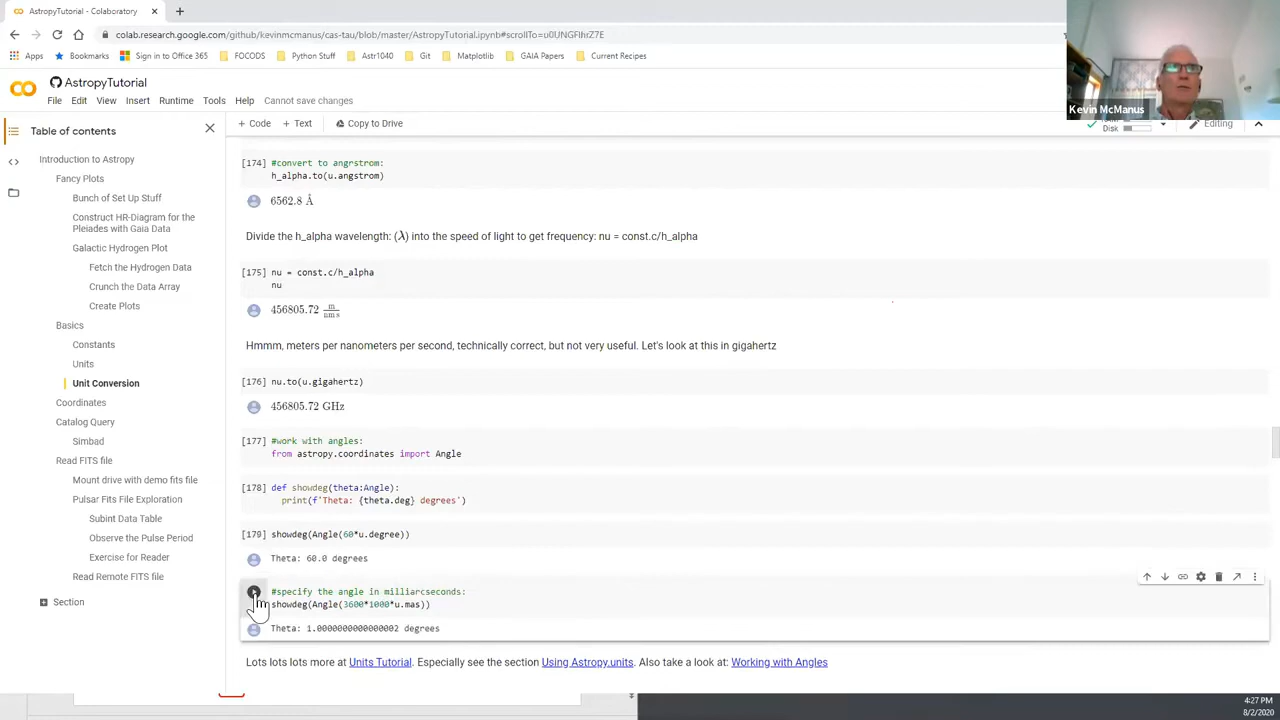 AstropyTutorial - Colaboratory
colab.research.google.com/github/kevinmcmanus/cas-tau/blob/master/AstropyTutorial.ipynb#scrollTo=u0UNGFIhrZ7E
Apps Bookmarks Sign in to Office 365 FOCODS Python Stuff Astr1040 Git Matplotlib GAIA Papers Current Recipes
Kevin McManus
AstropyTutorial
File Edit View Insert Runtime Tools Help Cannot save changes
Table of contents
+ Code + Text Copy to Drive
Disk
Editing
Introduction to Astropy
Fancy Plots
Bunch of Set Up Stuff
Construct HR-Diagram for the
Pleiades with Gaia Data
Galactic Hydrogen Plot
Fetch the Hydrogen Data
Crunch the Data Array
Create Plots
Basics
Constants
Units
Unit Conversion
Coordinates
Catalog Query
Simbad
Read FITS file
Mount drive with demo fits file
Pulsar Fits File Exploration
Subint Data Table
Observe the Pulse Period
Exercise for Reader
Read Remote FITS file
Section
[174] #convert to angrstrom:
h_alpha.to(u.angstrom)
6562.8 Å
Divide the h_alpha wavelength: (λ) into the speed of light to get frequency: nu = const.c/h_alpha
[175] nu = const.c/h_alpha
nu
456805.72 m/nm s
Hmmm, meters per nanometers per second, technically correct, but not very useful. Let's look at this in gigahertz
[176] nu.to(u.gigahertz)
456805.72 GHz
[177] #work with angles:
from astropy.coordinates import Angle
[178] def showdeg(theta:Angle):
print(f'Theta: {theta.deg} degrees')
[179] showdeg(Angle(60*u.degree))
Theta: 60.0 degrees
#specify the angle in milliarcseconds:
showdeg(Angle(3600*1000*u.mas))
Theta: 1.0000000000000002 degrees
Lots lots lots more at Units Tutorial. Especially see the section Using Astropy.units. Also take a look at: Working with Angles
4:27 PM
8/2/2020